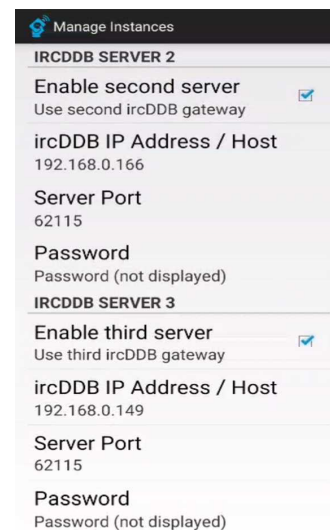 Manage Instances
IRCDDB SERVER 2
Enable second server
Use second ircDDB gateway
ircDDB IP Address / Host
192.168.0.166
Server Port
62115
Password
Password (not displayed)
IRCDDB SERVER 3
Enable third server
Use third ircDDB gateway
ircDDB IP Address / Host
192.168.0.149
Server Port
62115
Password
Password (not displayed)